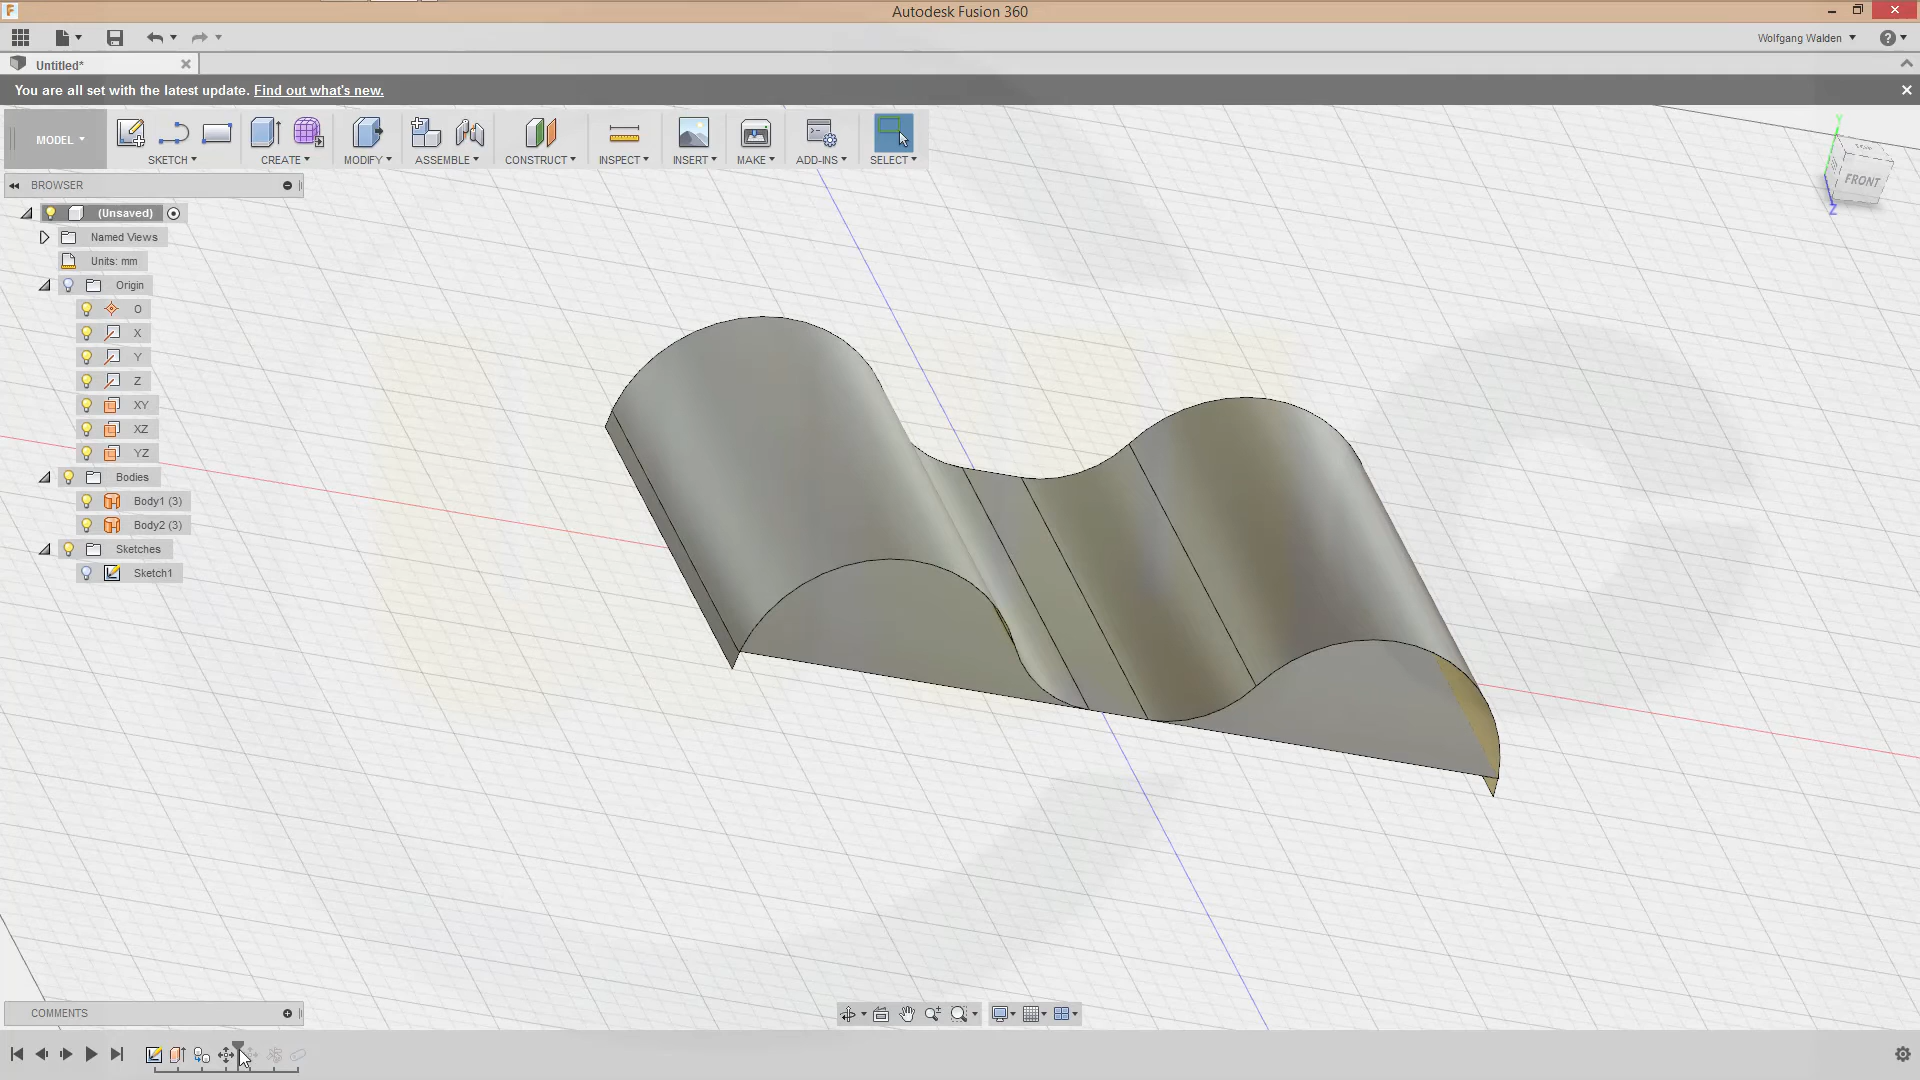 Autodesk Fusion 360
Wolfgang Walden
Untitled*
You are all set with the latest update. Find out what's new.
MODEL
SKETCH
CREATE
MODIFY
ASSEMBLE
CONSTRUCT
INSPECT
INSERT
MAKE
ADD-INS
SELECT
BROWSER
(Unsaved)
Named Views
Units: mm
Origin
O
X
Y
Z
XY
XZ
YZ
Bodies
Body1 (3)
Body2 (3)
Sketches
Sketch1
Y
FRONT
Z
COMMENTS